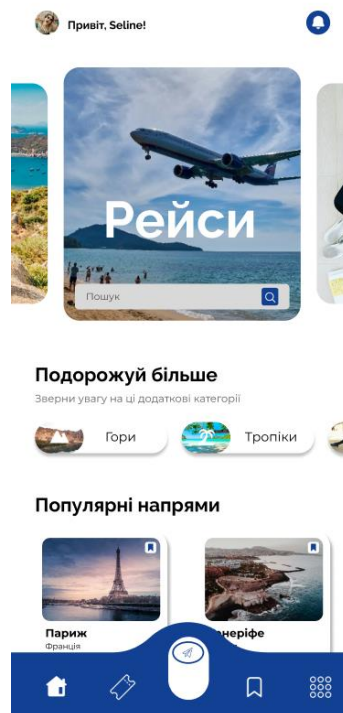 Привіт, Seline!
Рейси
Пошук
Подорожуй більше
Зверни увагу на ці додаткові категорії
Гори
Тропіки
Популярні напрями
Париж
Франція